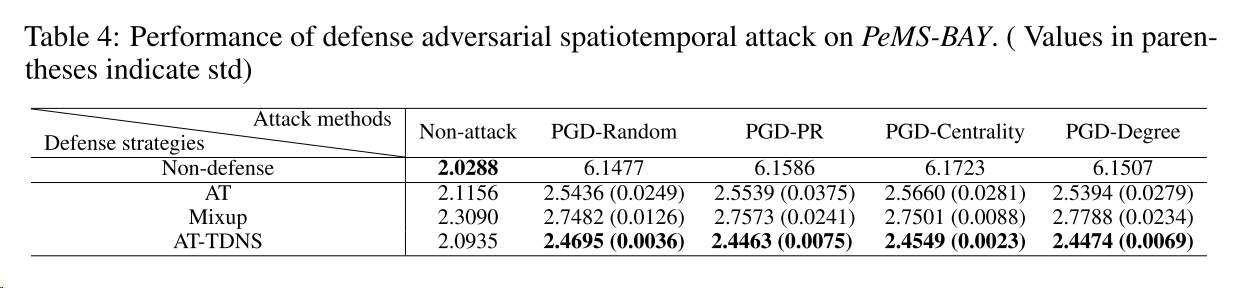 Table 4: Performance of defense adversarial spatiotemporal attack on PeMS-BAY. ( Values in paren-
theses indicate std)
Attack methods
Defense strategies
Non-attack PGD-Random PGD-PR PGD-Centrality PGD-Degree
Non-defense 2.0288 6.1477 6.1586 6.1723 6.1507
AT 2.1156 2.5436 (0.0249) 2.5539 (0.0375) 2.5660 (0.0281) 2.5394 (0.0279)
Mixup 2.3090 2.7482 (0.0126) 2.7573 (0.0241) 2.7501 (0.0088) 2.7788 (0.0234)
AT-TDNS 2.0935 2.4695 (0.0036) 2.4463 (0.0075) 2.4549 (0.0023) 2.4474 (0.0069)